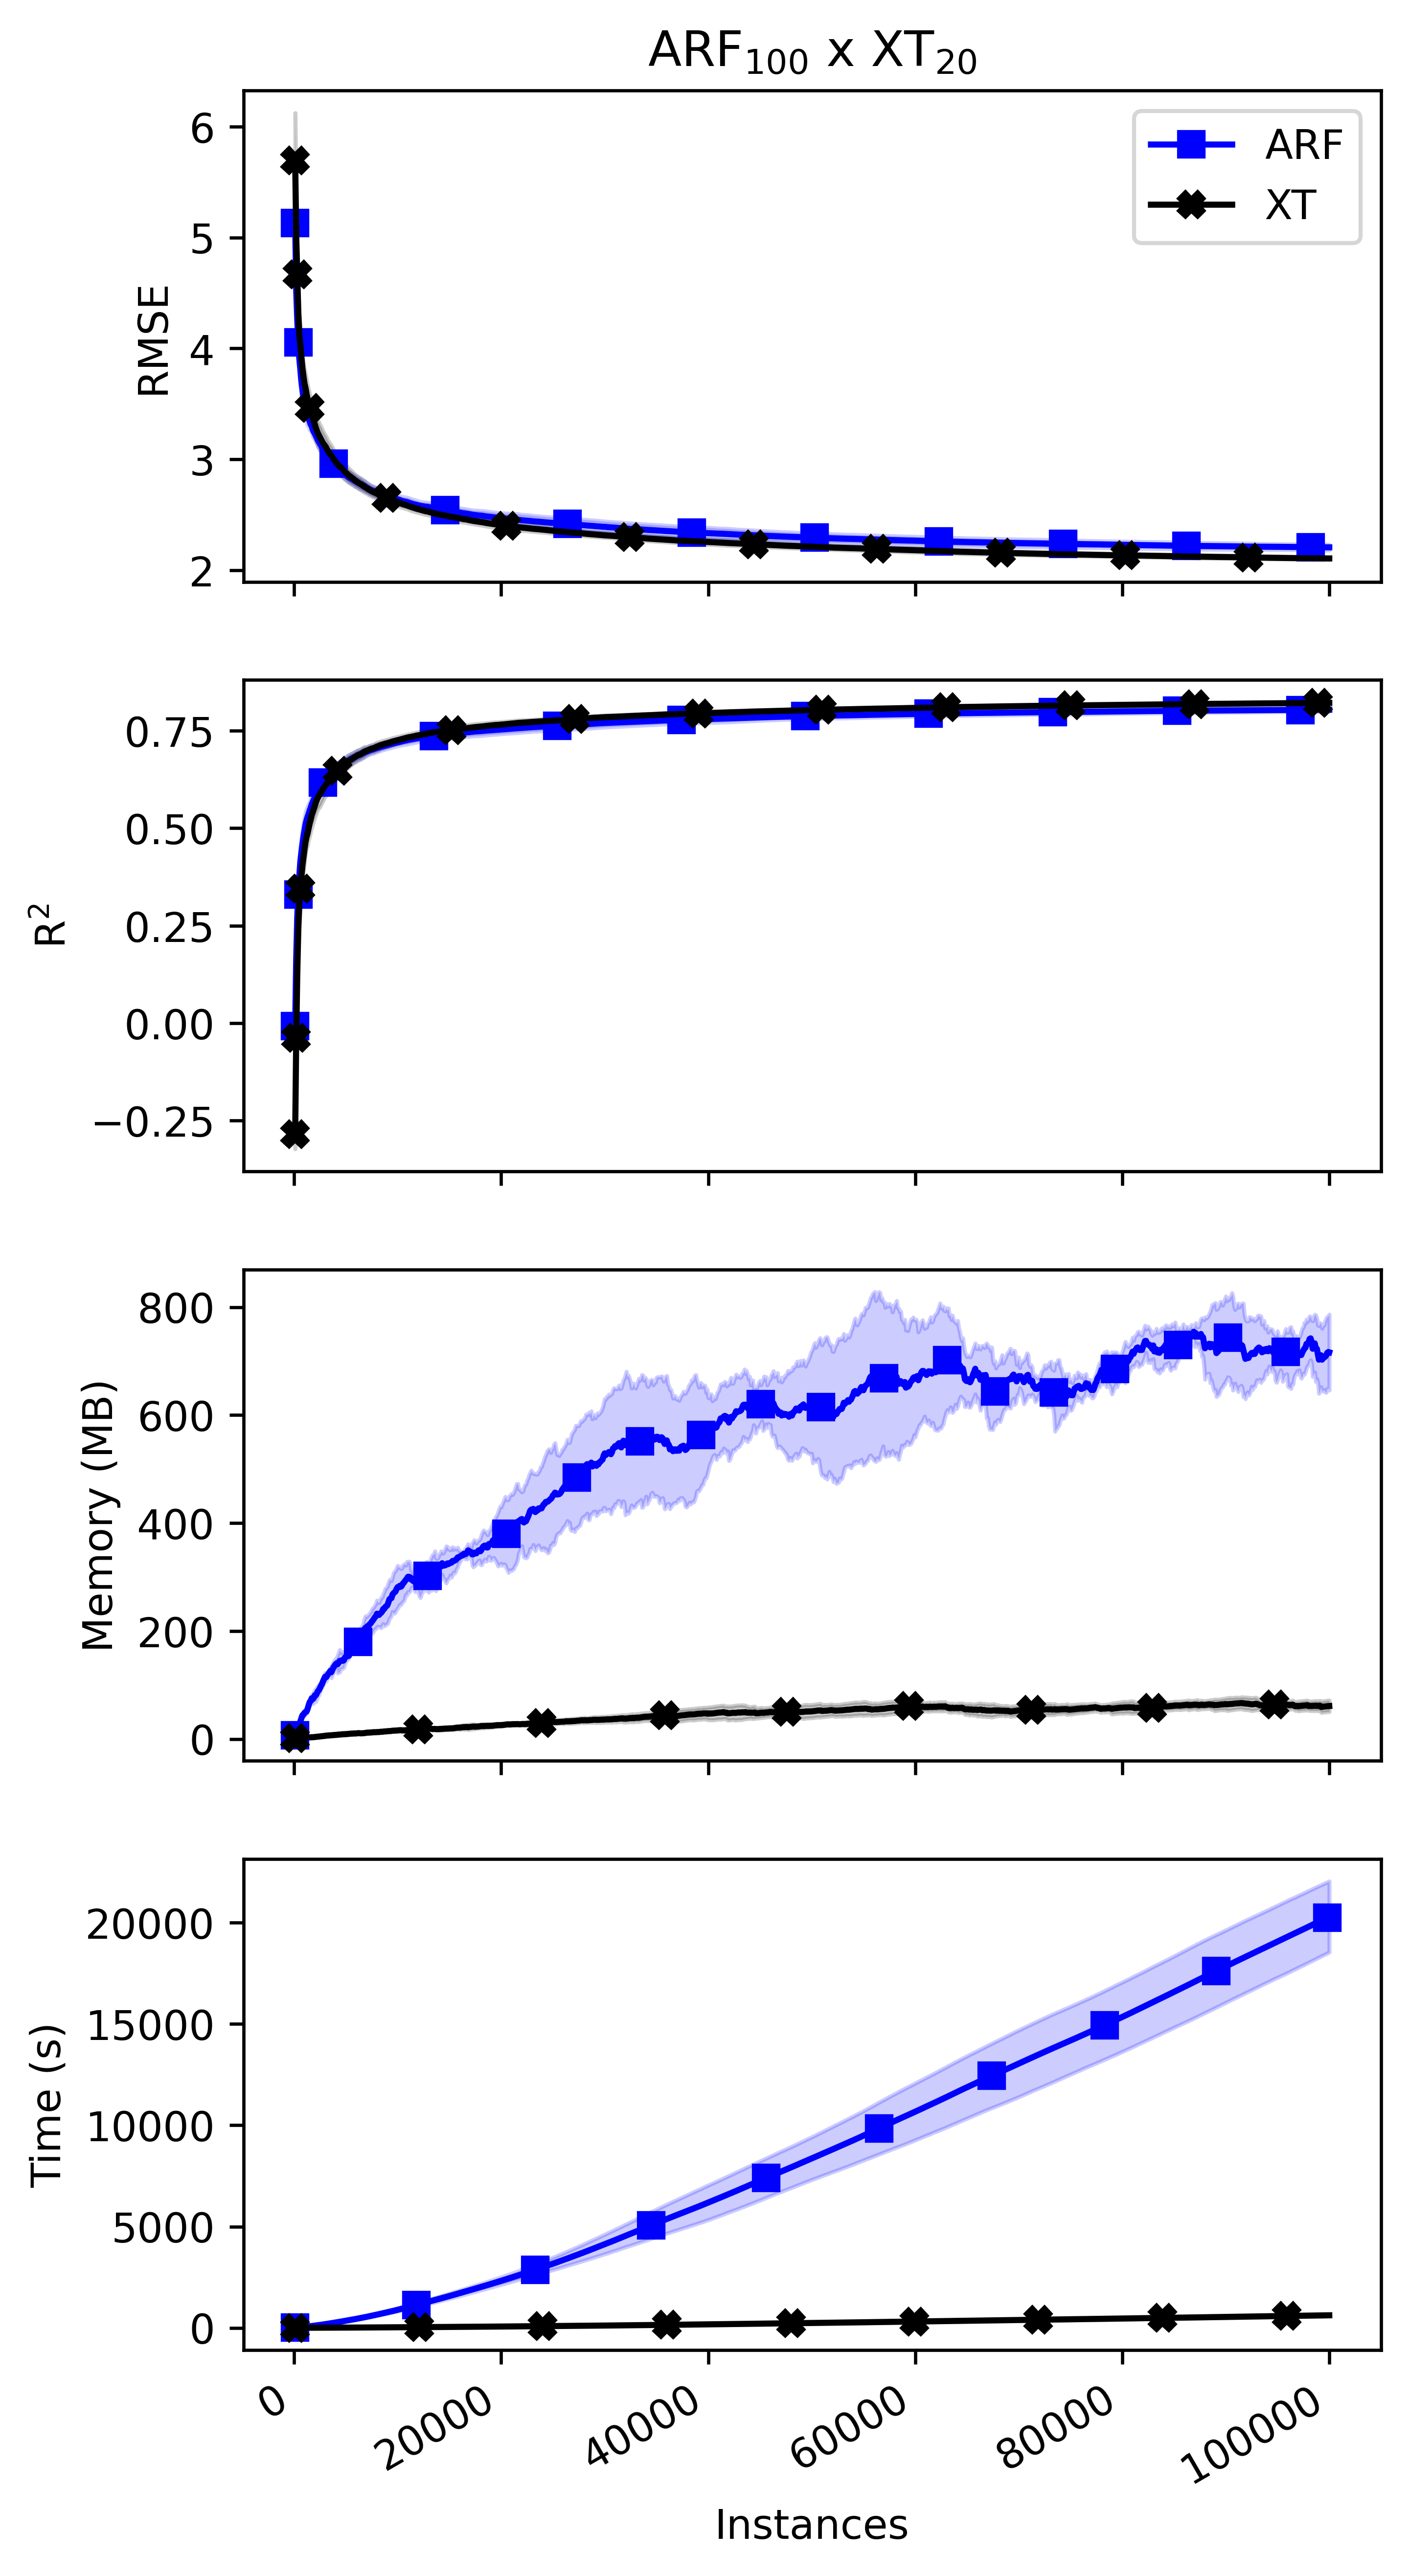 ARF₁₀₀ x XT₂₀
6
5
4
3
2
RMSE
ARF
XT
0.75
0.50
0.25
0.00
−0.25
R²
800
600
400
200
0
Memory (MB)
20000
15000
10000
5000
0
Time (s)
0 20000 40000 60000 80000 100000
Instances